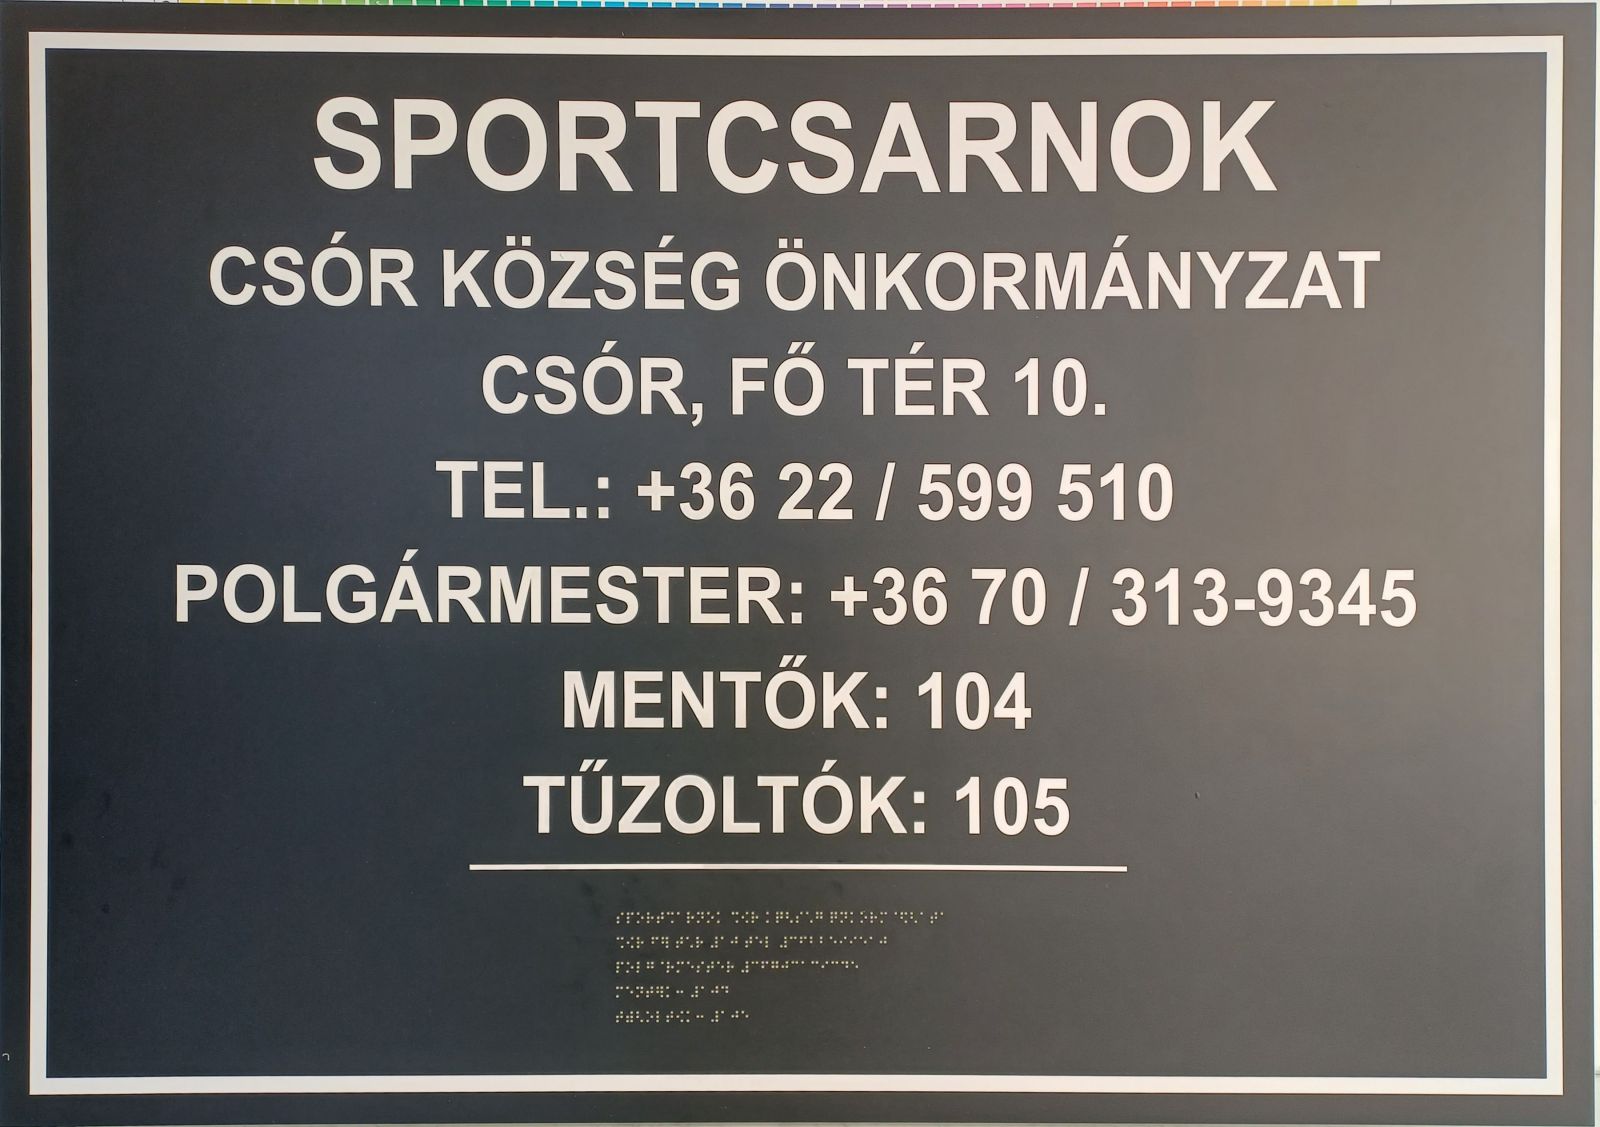 SPORTCSARNOK
CSÓR KÖZSÉG ÖNKORMÁNYZAT
CSÓR, FŐ TÉR 10.
TEL.: +36 22 / 599 510
POLGÁRMESTER: +36 70 / 313-9345
MENTŐK: 104
TŰZOLTÓK: 105